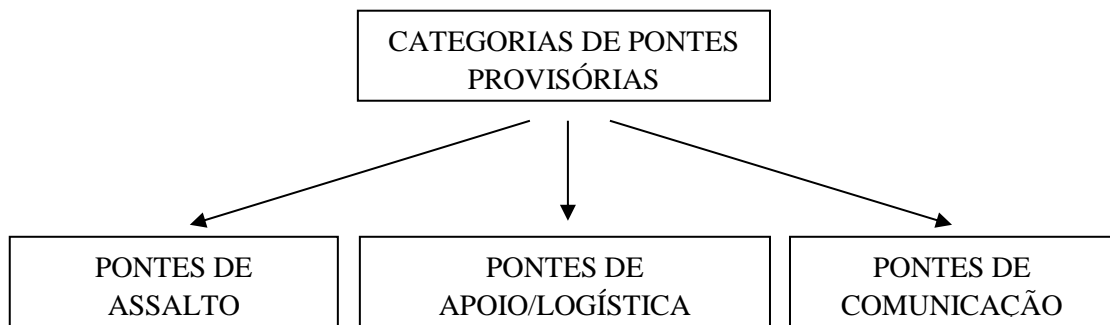 CATEGORIAS DE PONTES
PROVISÓRIAS
PONTES DE
ASSALTO
PONTES DE
APOIO/LOGÍSTICA
PONTES DE
COMUNICAÇÃO